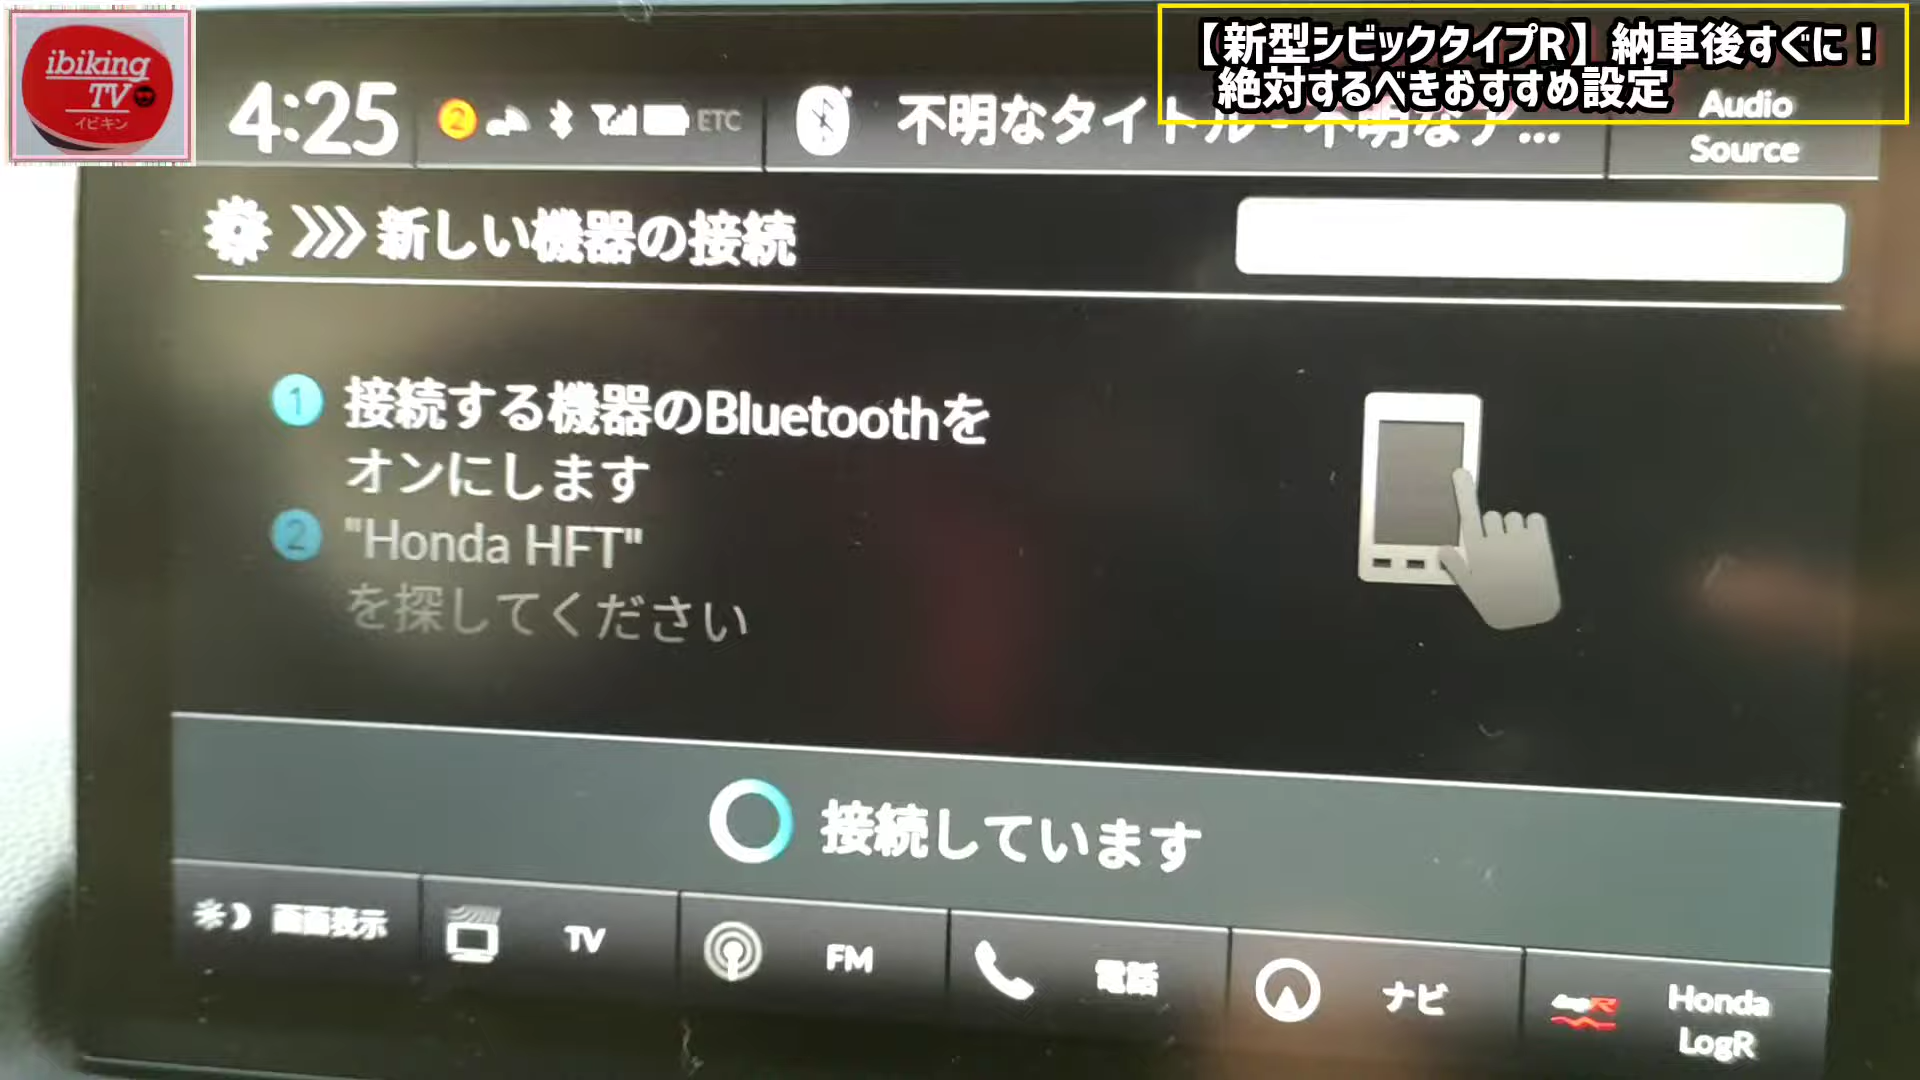 ibiking
TV
イビキン
【新型シビックタイプR】納車後すぐに！
絶対するべきおすすめ設定
4:25
2
ETC
不明なタイトル - 不明なア...
Audio
Source
新しい機器の接続
1 接続する機器のBluetoothを
オンにします
2 "Honda HFT"
を探してください
接続しています
画面表示
TV
FM
電話
ナビ
Honda
LogR